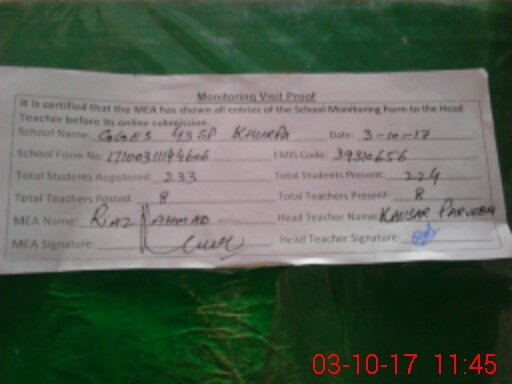 Monitoring Visit Proof
It is certified that the MEA has shown all entries of the School Monitoring Form to the Head
Teacher before its online submission.
School Name: GGES 43 SP KHURPA Date: 3-10-17
School Form No: EMIS Code: 39310656
Total Students Registered: 233 Total Students Present: 224
Total Teachers Posted: 8 Total Teachers Present: 8
MEA Name: RIAZ AHMAD Head Teacher Name: KAUSAR PARVEEN
MEA Signature: Head Teacher Signature:
03-10-17 11:45